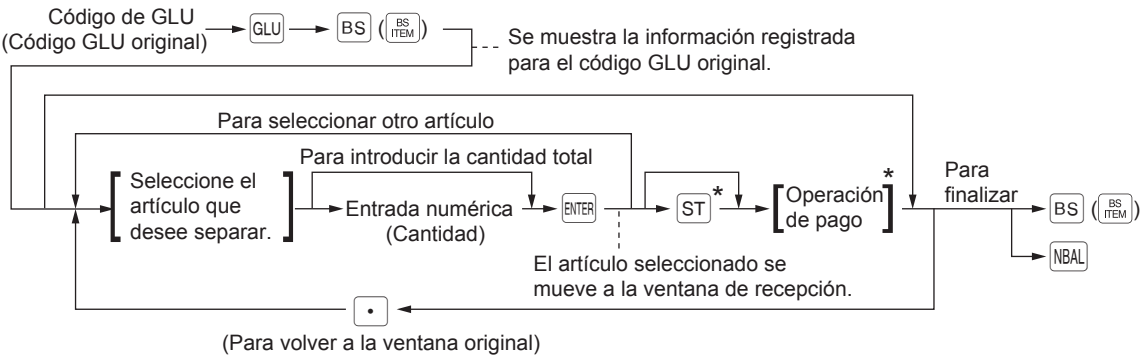 Código de GLU
(Código GLU original)
GLU
BS (BS ITEM)
Se muestra la información registrada
para el código GLU original.
Para seleccionar otro artículo
Para introducir la cantidad total
Seleccione el
artículo que
desee separar.
Entrada numérica
(Cantidad)
ENTER
ST*
[Operación
de pago]*
Para
finalizar
BS (BS ITEM)
NBAL
El artículo seleccionado se
mueve a la ventana de recepción.
•
(Para volver a la ventana original)